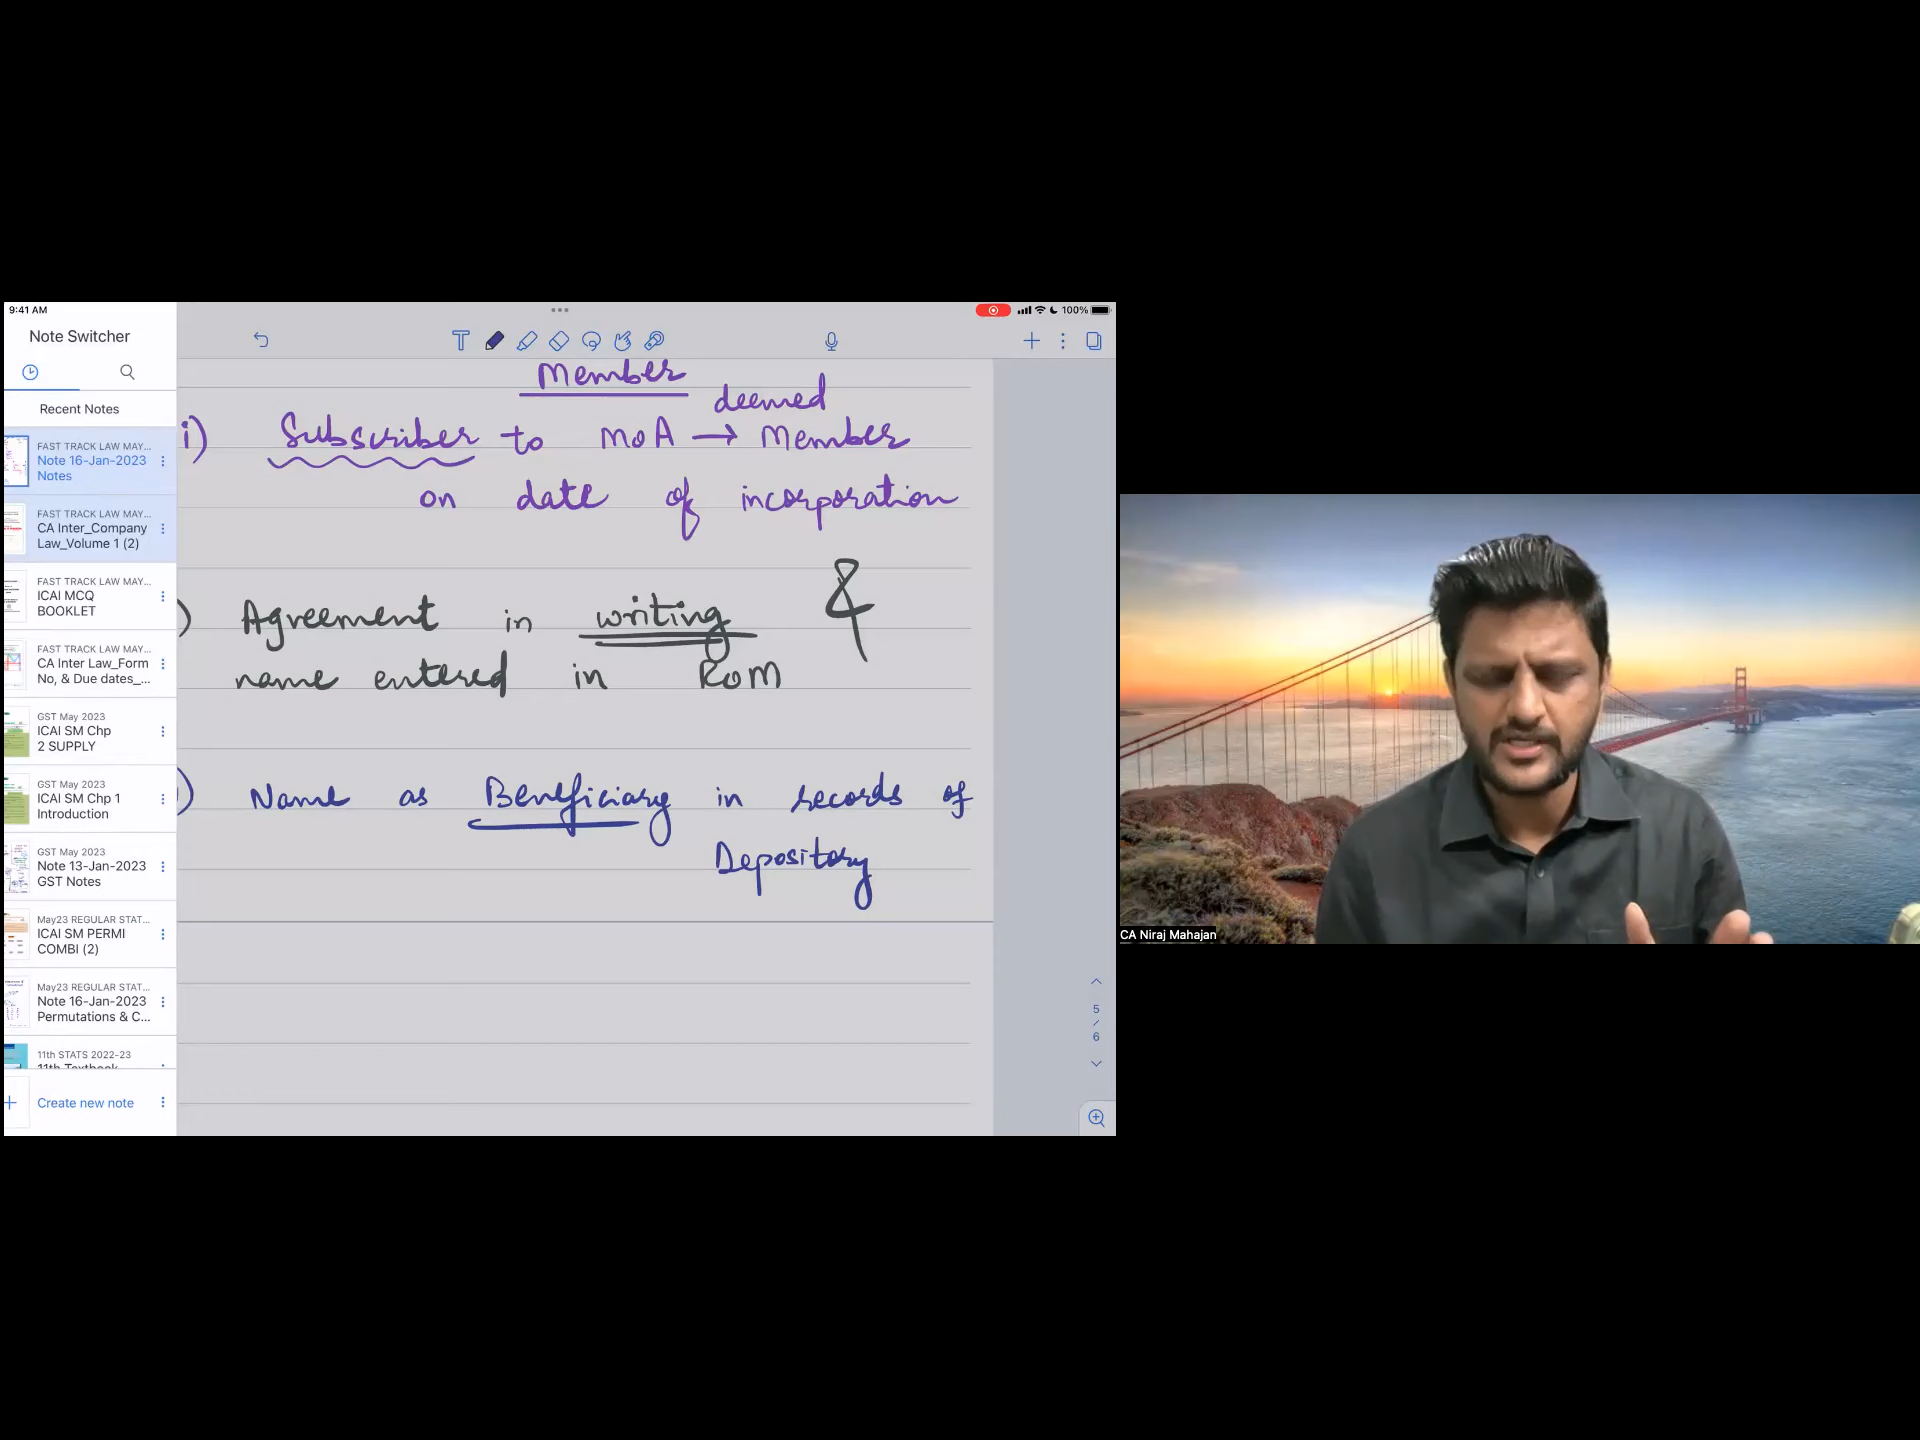 9:41 AM
100%
Note Switcher
Recent Notes
FAST TRACK LAW MAY...
Note 16-Jan-2023
Notes
FAST TRACK LAW MAY...
CA Inter_Company
Law_Volume 1 (2)
FAST TRACK LAW MAY...
ICAI MCQ
BOOKLET
FAST TRACK LAW MAY...
CA Inter Law_Form
No, & Due dates_...
GST May 2023
ICAI SM Chp
2 SUPPLY
GST May 2023
ICAI SM Chp 1
Introduction
GST May 2023
Note 13-Jan-2023
GST Notes
May23 REGULAR STAT...
ICAI SM PERMI
COMBI (2)
May23 REGULAR STAT...
Note 16-Jan-2023
Permutations & C...
11th STATS 2022-23
11th Textbook
Create new note
Member
deemed
i) Subscriber to MoA → Member
on date of incorporation
) Agreement in writing &
name entered in RoM
) Name as Beneficiary in records of
Depository
5
/
6
CA Niraj Mahajan